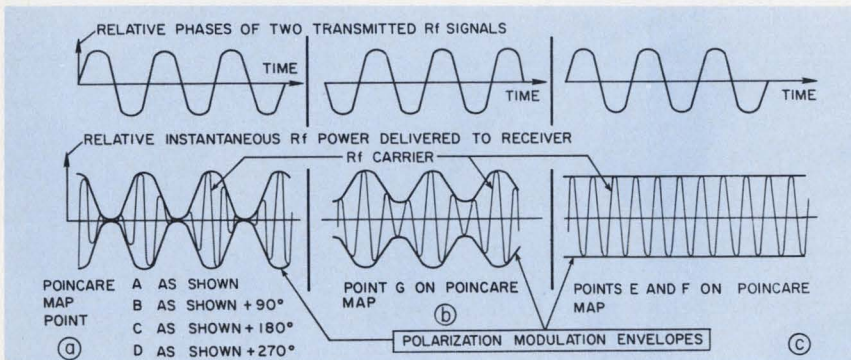 RELATIVE PHASES OF TWO TRANSMITTED Rf SIGNALS
TIME
TIME
TIME
RELATIVE INSTANTANEOUS Rf POWER DELIVERED TO RECEIVER
Rf CARRIER
POINCARE A AS SHOWN
MAP B AS SHOWN + 90°
POINT C AS SHOWN + 180°
D AS SHOWN + 270°
a
POINT G ON POINCARE
MAP
b
POINTS E AND F ON POINCARE
MAP
c
POLARIZATION MODULATION ENVELOPES